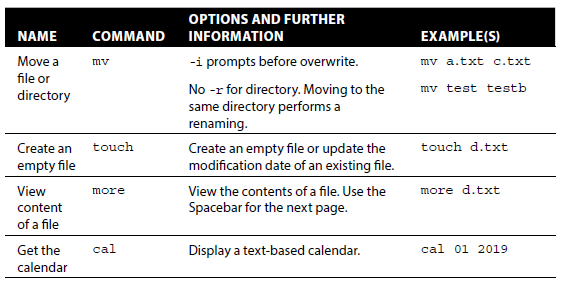 NAME COMMAND OPTIONS AND FURTHER INFORMATION EXAMPLE(S)
Move a file or directory mv -i prompts before overwrite. mv a.txt c.txt
No -r for directory. Moving to the same directory performs a renaming. mv test testb
Create an empty file touch Create an empty file or update the modification date of an existing file. touch d.txt
View content of a file more View the contents of a file. Use the Spacebar for the next page. more d.txt
Get the calendar cal Display a text-based calendar. cal 01 2019